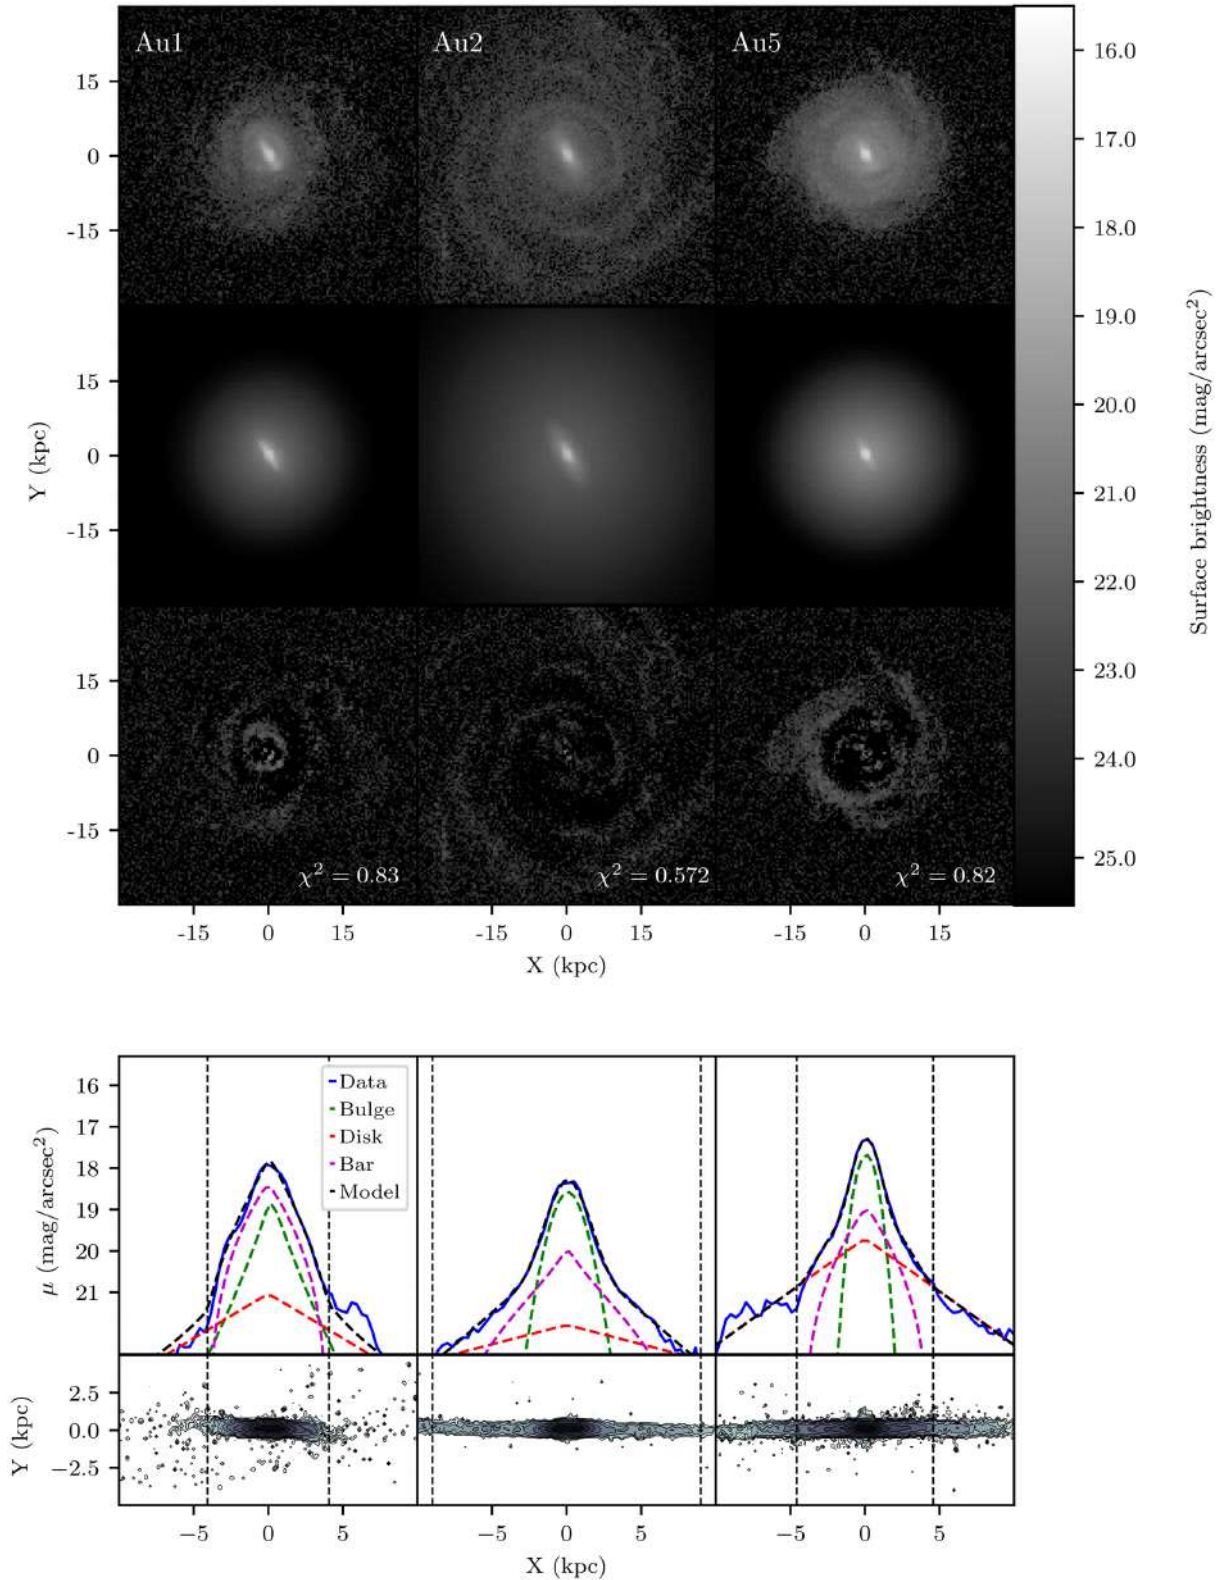 Au1 Au2 Au5
15
0
-15
15
0
-15
15
0
-15
Y (kpc)
χ² = 0.83 χ² = 0.572 χ² = 0.82
-15 0 15 -15 0 15 -15 0 15
X (kpc)
16.0
17.0
18.0
19.0
20.0
21.0
22.0
23.0
24.0
25.0
Surface brightness (mag/arcsec²)
16
17
18
19
20
21
μ (mag/arcsec²)
Data
Bulge
Disk
Bar
Model
2.5
0.0
−2.5
Y (kpc)
−5 0 5 −5 0 5 −5 0 5
X (kpc)